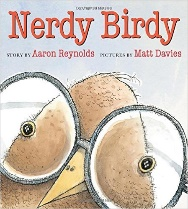 Nerdy Birdy
STORY BY Aaron Reynolds PICTURES BY Matt Davies